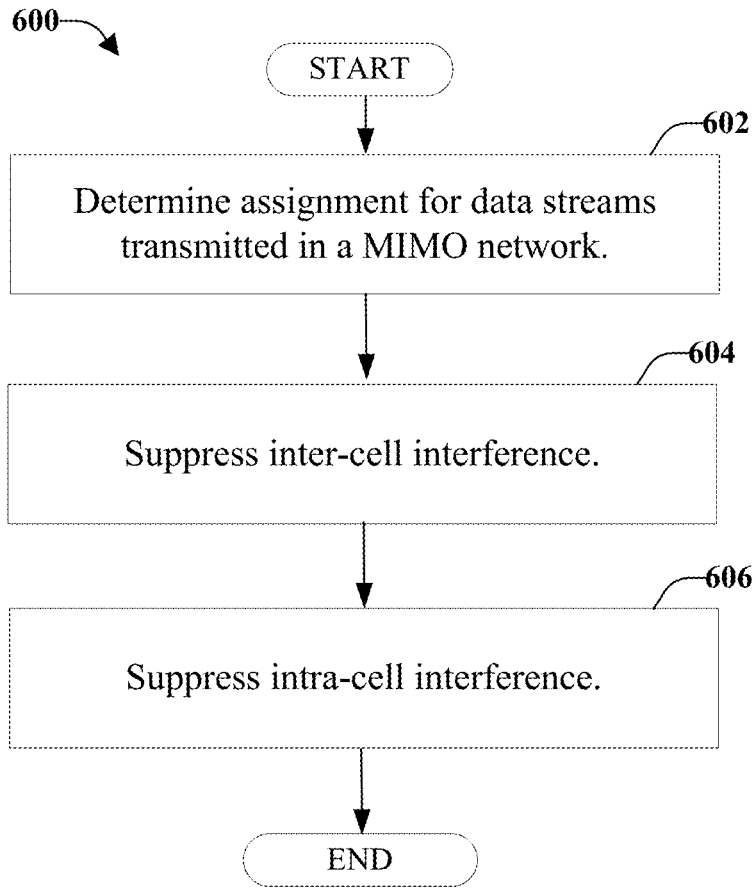 600
START
602
Determine assignment for data streams
transmitted in a MIMO network.
604
Suppress inter-cell interference.
606
Suppress intra-cell interference.
END